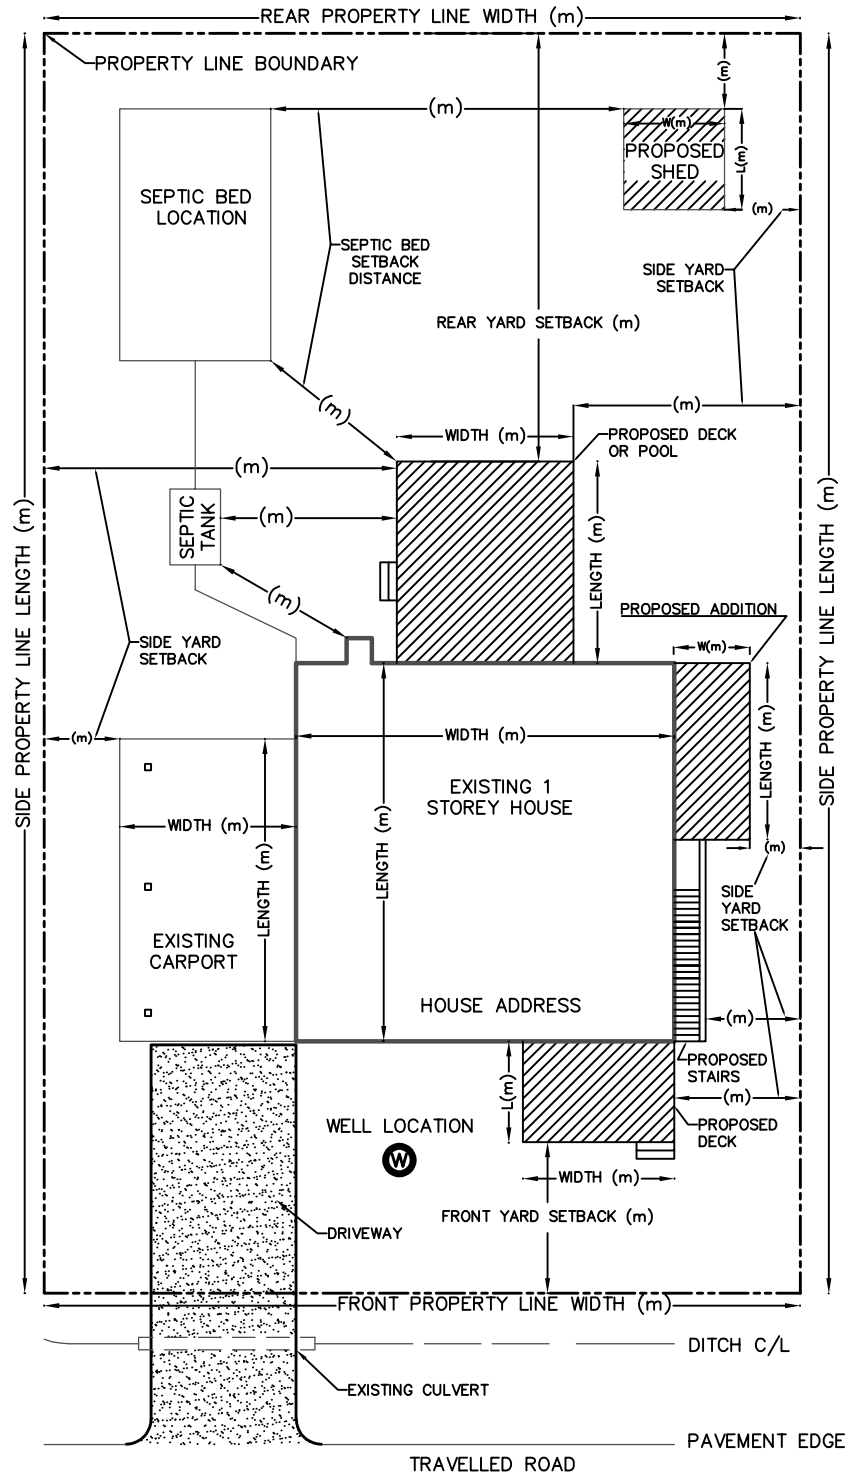 REAR PROPERTY LINE WIDTH (m)
PROPERTY LINE BOUNDARY
(m)
(m)
W(m)
PROPOSED
SHED
L(m)
(m)
SEPTIC BED
LOCATION
SEPTIC BED
SETBACK
DISTANCE
SIDE YARD
SETBACK
REAR YARD SETBACK (m)
(m)
(m)
WIDTH (m)
PROPOSED DECK
OR POOL
(m)
SEPTIC
TANK
(m)
LENGTH (m)
SIDE PROPERTY LINE LENGTH (m)
SIDE PROPERTY LINE LENGTH (m)
(m)
PROPOSED ADDITION
SIDE YARD
SETBACK
W(m)
LENGTH (m)
(m)
WIDTH (m)
EXISTING 1
STOREY HOUSE
WIDTH (m)
LENGTH (m)
LENGTH (m)
(m)
SIDE
YARD
SETBACK
EXISTING
CARPORT
HOUSE ADDRESS
(m)
PROPOSED
STAIRS
L(m)
(m)
WELL LOCATION
W
PROPOSED
DECK
WIDTH (m)
FRONT YARD SETBACK (m)
DRIVEWAY
FRONT PROPERTY LINE WIDTH (m)
DITCH C/L
EXISTING CULVERT
PAVEMENT EDGE
TRAVELLED ROAD